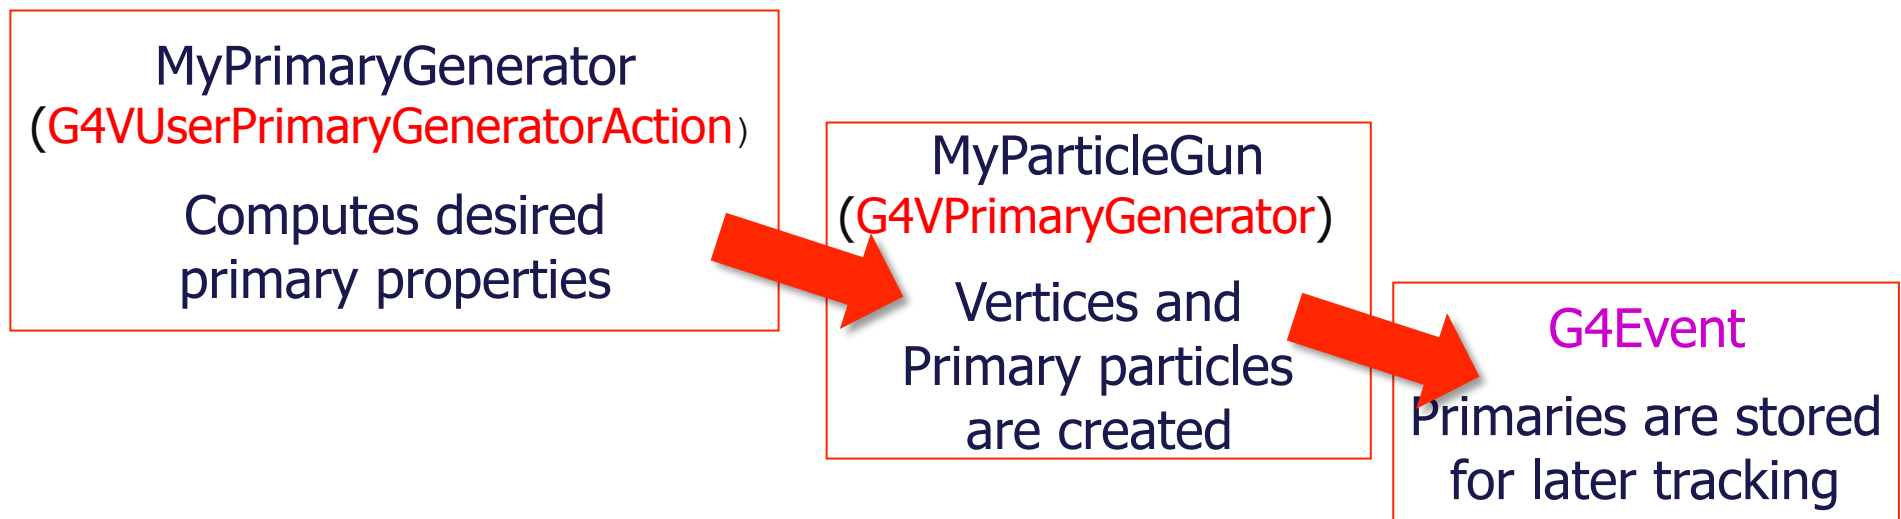 MyPrimaryGenerator
(G4VUserPrimaryGeneratorAction)
Computes desired
primary properties
MyParticleGun
(G4VPrimaryGenerator)
Vertices and
Primary particles
are created
G4Event
Primaries are stored
for later tracking